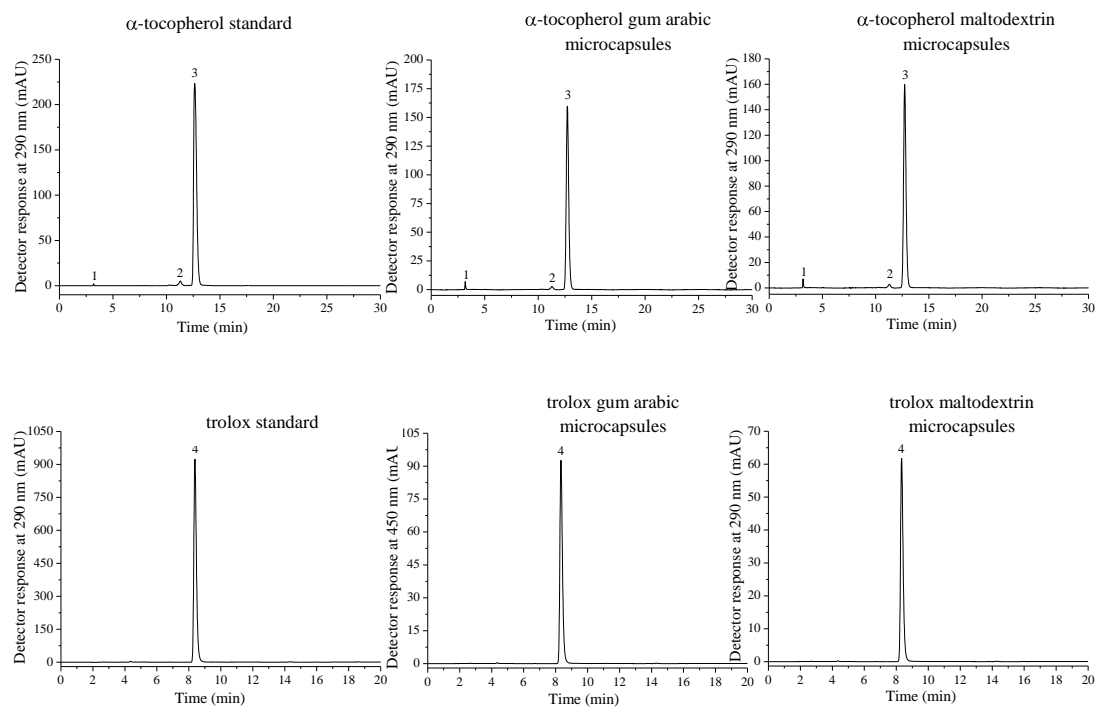 α-tocopherol standard
250
200
150
100
50
0
Detector response at 290 nm (mAU)
1
2
3
0 5 10 15 20 25 30
Time (min)
α-tocopherol gum arabic
microcapsules
200
175
150
125
100
75
50
25
0
Detector response at 290 nm (mAU)
1
2
3
0 5 10 15 20 25 30
Time (min)
α-tocopherol maltodextrin
microcapsules
180
160
140
120
100
80
60
40
20
0
Detector response at 290 nm (mAU)
1
2
3
0 5 10 15 20 25 30
Time (min)
trolox standard
1050
900
750
600
450
300
150
0
Detector response at 290 nm (mAU)
4
0 2 4 6 8 10 12 14 16 18 20
Time (min)
trolox gum arabic
microcapsules
105
90
75
60
45
30
15
0
Detector response at 450 nm (mAU
4
0 2 4 6 8 10 12 14 16 18 20
Time (min)
trolox maltodextrin
microcapsules
70
60
50
40
30
20
10
0
Detector response at 290 nm (mAU)
4
0 2 4 6 8 10 12 14 16 18 20
Time (min)